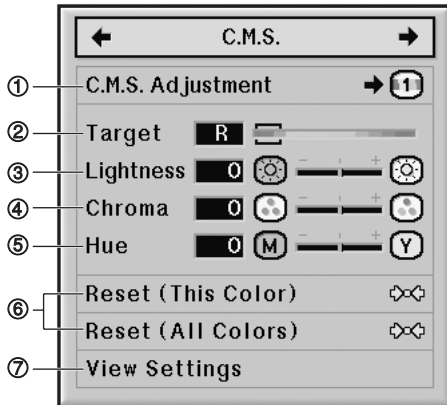 C.M.S.
① C.M.S. Adjustment 1
② Target R
③ Lightness 0 - +
④ Chroma 0 - +
⑤ Hue 0 M - + Y
⑥ Reset (This Color)
Reset (All Colors)
⑦ View Settings